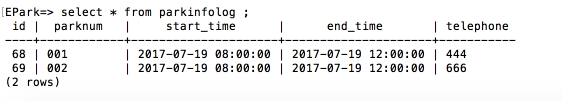 [EPark=> select * from parkinfolog ;
 id | parknum |     start_time      |      end_time       | telephone
----+---------+---------------------+---------------------+-----------
 68 | 001     | 2017-07-19 08:00:00 | 2017-07-19 12:00:00 | 444
 69 | 002     | 2017-07-19 08:00:00 | 2017-07-19 12:00:00 | 666
(2 rows)